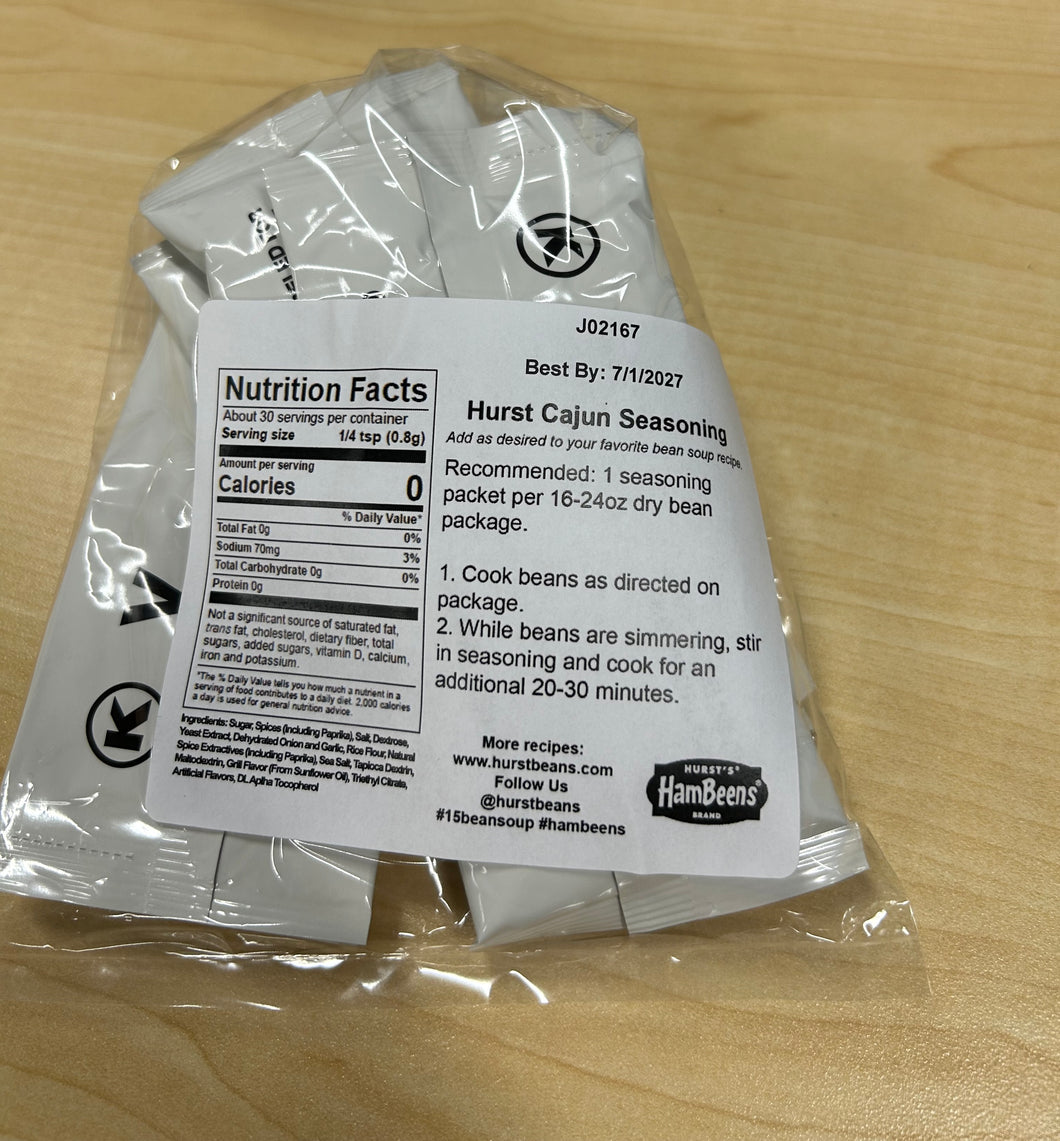 K
K
J02167
Best By: 7/1/2027
Nutrition Facts
About 30 servings per container
Serving size 1/4 tsp (0.8g)
Amount per serving
Calories 0
% Daily Value*
Total Fat 0g 0%
Sodium 70mg 3%
Total Carbohydrate 0g 0%
Protein 0g
Not a significant source of saturated fat,
trans fat, cholesterol, dietary fiber, total
sugars, added sugars, vitamin D, calcium,
iron and potassium.
*The % Daily Value tells you how much a nutrient in a
serving of food contributes to a daily diet. 2,000 calories
a day is used for general nutrition advice.
Ingredients: Sugar, Spices (Including Paprika), Salt, Dextrose,
Yeast Extract, Dehydrated Onion and Garlic, Rice Flour, Natural
Spice Extractives (Including Paprika), Sea Salt, Tapioca Dextrin,
Maltodextrin, Grill Flavor (From Sunflower Oil), Triethyl Citrate,
Artificial Flavors, DL Aplha Tocopherol
Hurst Cajun Seasoning
Add as desired to your favorite bean soup recipe.
Recommended: 1 seasoning
packet per 16-24oz dry bean
package.
1. Cook beans as directed on
package.
2. While beans are simmering, stir
in seasoning and cook for an
additional 20-30 minutes.
More recipes:
www.hurstbeans.com
Follow Us
@hurstbeans
#15beansoup #hambeens
HURST'S®
HamBeens®
BRAND